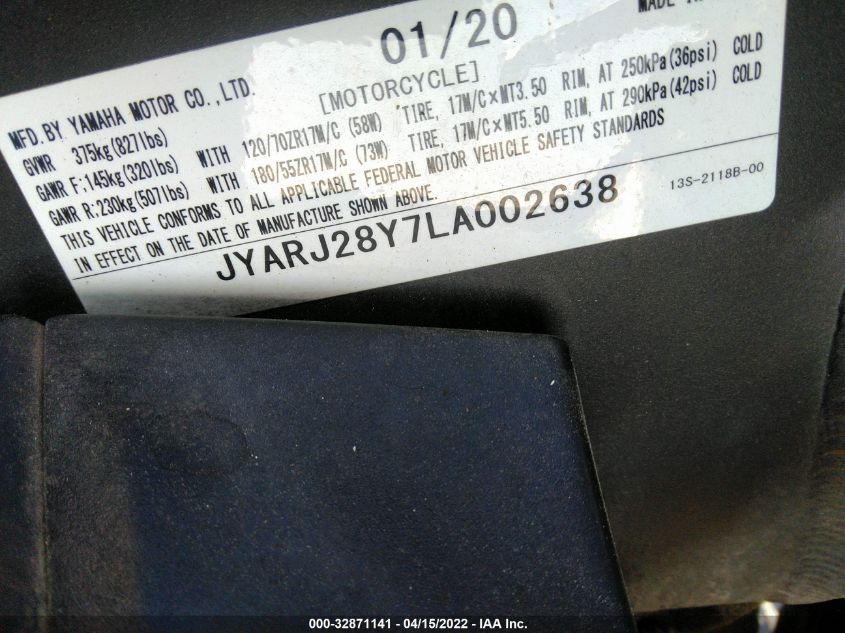 01/20
MADE
MFD.BY YAMAHA MOTOR CO.,LTD.
[MOTORCYCLE]
GVWR 375kg(827lbs)
GAWR F:145kg(320lbs) WITH 120/70ZR17M/C (58W) TIRE, 17M/C×MT3.50 RIM, AT 250kPa(36psi) COLD
GAWR R:230kg(507lbs) WITH 180/55ZR17M/C (73W) TIRE, 17M/C×MT5.50 RIM, AT 290kPa(42psi) COLD
THIS VEHICLE CONFORMS TO ALL APPLICABLE FEDERAL MOTOR VEHICLE SAFETY STANDARDS
IN EFFECT ON THE DATE OF MANUFACTURE SHOWN ABOVE.
JYARJ28Y7LA002638
13S-2118B-00
000-32871141 - 04/15/2022 - IAA Inc.